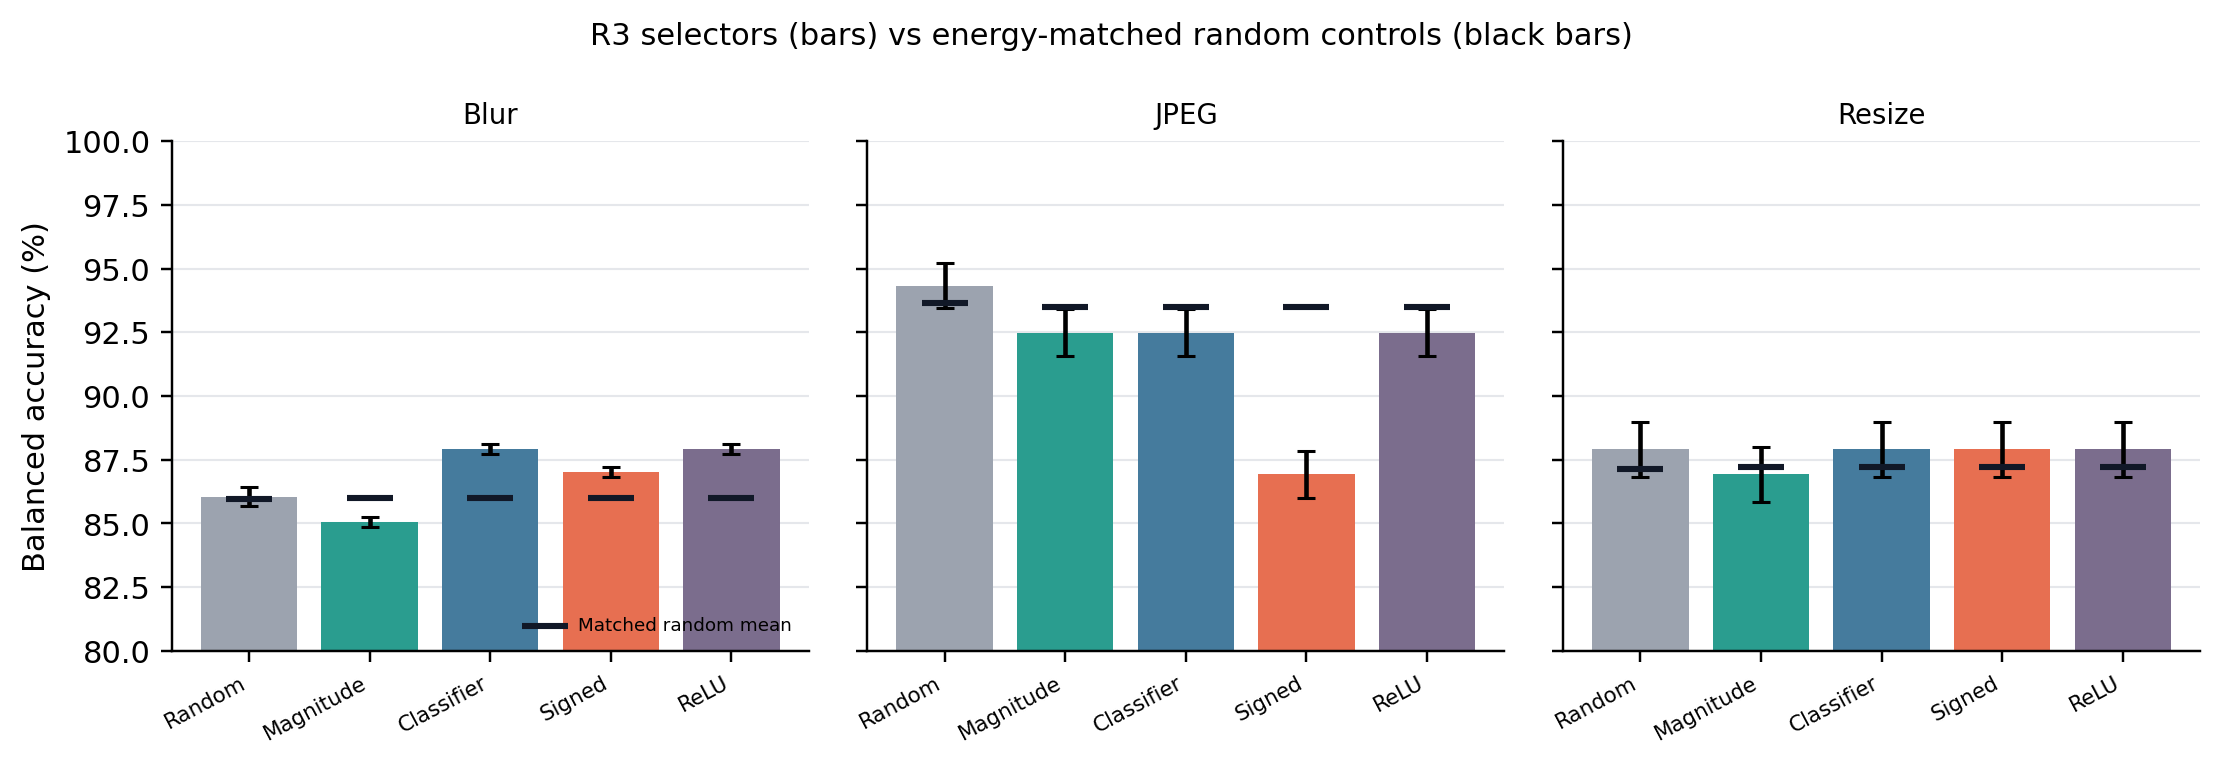 R3 selectors (bars) vs energy-matched random controls (black bars)
Blur
JPEG
Resize
Balanced accuracy (%)
100.0
97.5
95.0
92.5
90.0
87.5
85.0
82.5
80.0
Matched random mean
Random
Magnitude
Classifier
Signed
ReLU
Random
Magnitude
Classifier
Signed
ReLU
Random
Magnitude
Classifier
Signed
ReLU